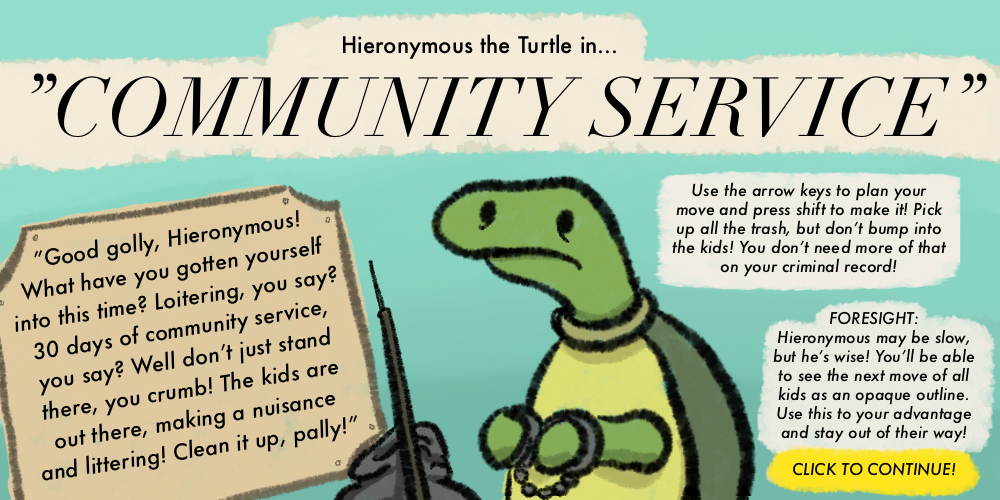 Hieronymous the Turtle in...
"COMMUNITY SERVICE"
"Good golly, Hieronymous!
What have you gotten yourself
into this time? Loitering, you say?
30 days of community service,
you say? Well don't just stand
there, you crumb! The kids are
out there, making a nuisance
and littering! Clean it up, pally!"
Use the arrow keys to plan your
move and press shift to make it! Pick
up all the trash, but don't bump into
the kids! You don't need more of that
on your criminal record!
FORESIGHT:
Hieronymous may be slow,
but he's wise! You'll be able
to see the next move of all
kids as an opaque outline.
Use this to your advantage
and stay out of their way!
CLICK TO CONTINUE!